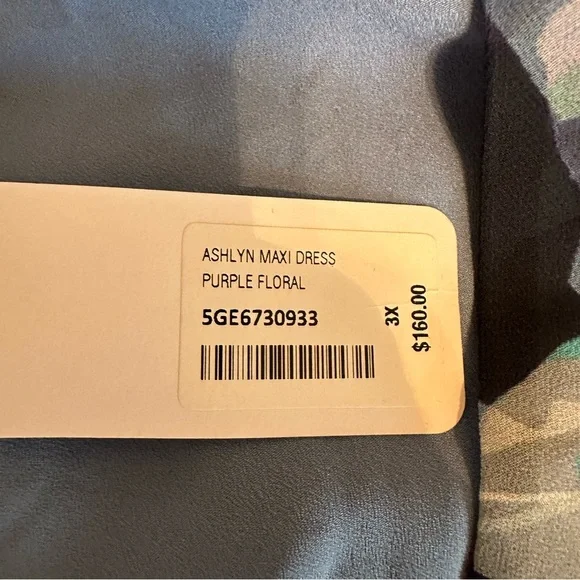 ASHLYN MAXI DRESS
PURPLE FLORAL
5GE6730933
3X
$160.00